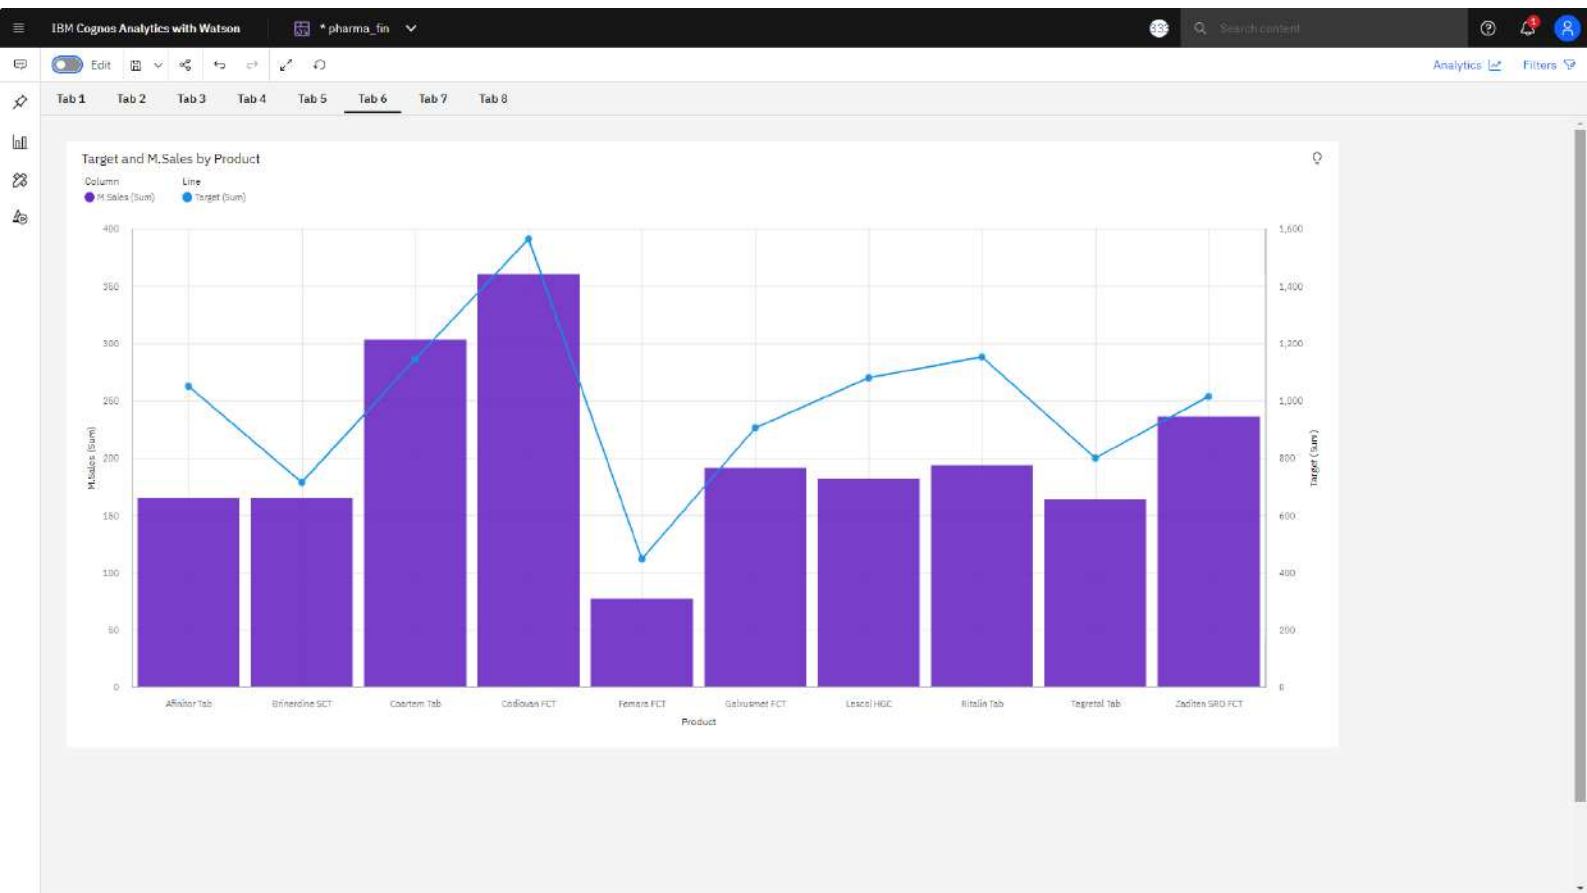 IBM Cognos Analytics with Watson
* pharma_fin
Search content
1
Edit
Analytics
Filters
Tab 1 Tab 2 Tab 3 Tab 4 Tab 5 Tab 6 Tab 7 Tab 8
Target and M.Sales by Product
Column Line
M.Sales (Sum) Target (Sum)
400 1,600
350 1,400
300 1,200
250 1,000
200 800
150 600
100 400
50 200
0 0
M.Sales (Sum)
Target (Sum)
Afinitor Tab Brinerdine SCT Coartem Tab Codiovan FCT Femara FCT Galvusmet FCT Lescol HGC Ritalin Tab Tegretol Tab Zaditen SRO FCT
Product